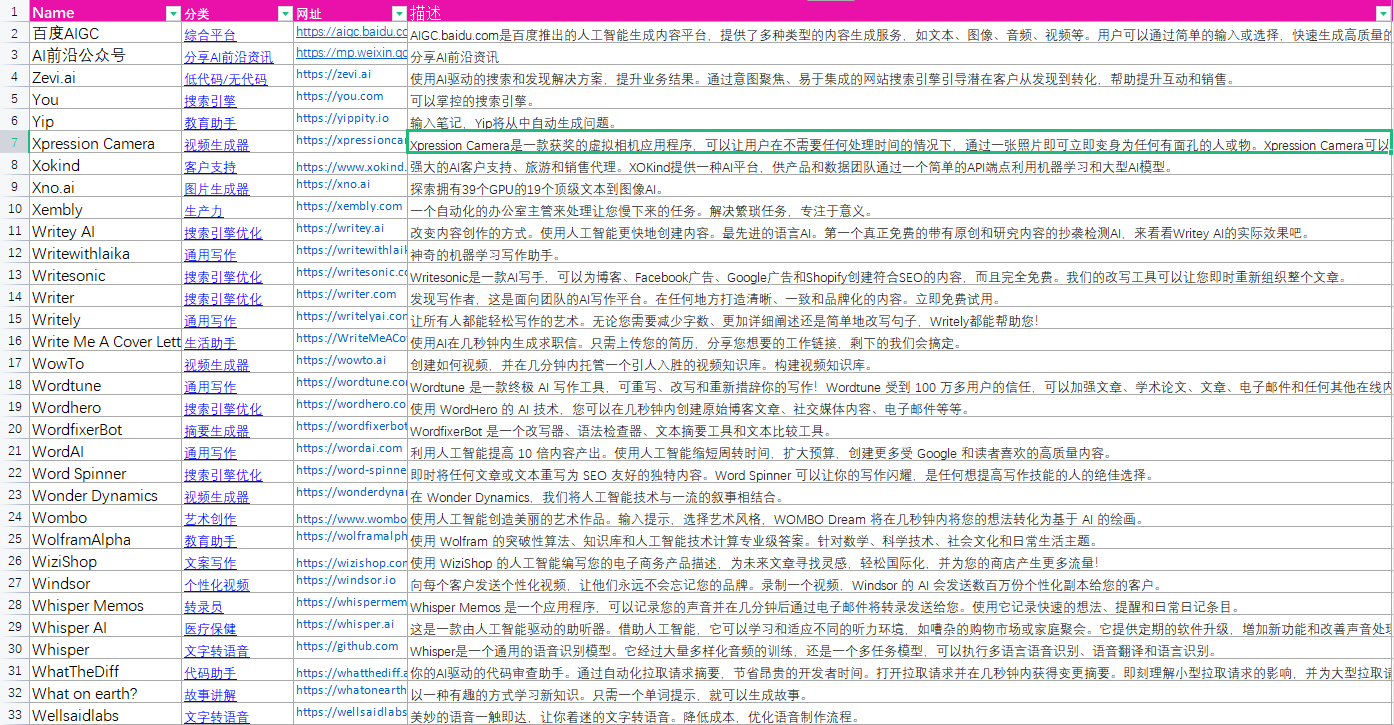 1 Name 分类 网址 描述
2 百度AIGC 综合平台 https://aigc.baidu.co AIGC.baidu.com是百度推出的人工智能生成内容平台，提供了多种类型的内容生成服务，如文本、图像、音频、视频等。用户可以通过简单的输入或选择，快速生成高质量的
3 AI前沿公众号 分享AI前沿资讯 https://mp.weixin.qq 分享AI前沿资讯
4 Zevi.ai 低代码/无代码 https://zevi.ai 使用AI驱动的搜索和发现解决方案，提升业务结果。通过意图聚焦、易于集成的网站搜索引擎引导潜在客户从发现到转化，帮助提升互动和销售。
5 You 搜索引擎 https://you.com 可以掌控的搜索引擎。
6 Yip 教育助手 https://yippity.io 输入笔记，Yip将从中自动生成问题。
7 Xpression Camera 视频生成器 https://xpressioncar Xpression Camera是一款获奖的虚拟相机应用程序，可以让用户在不需要任何处理时间的情况下，通过一张照片即可立即变身为任何有面孔的人或物。Xpression Camera可以
8 Xokind 客户支持 https://www.xokind. 强大的AI客户支持、旅游和销售代理。XOKind提供一种AI平台，供产品和数据团队通过一个简单的API端点利用机器学习和大型AI模型。
9 Xno.ai 图片生成器 https://xno.ai 探索拥有39个GPU的19个顶级文本到图像AI。
10 Xembly 生产力 https://xembly.com 一个自动化的办公室主管来处理让您慢下来的任务。解决繁琐任务，专注于意义。
11 Writey AI 搜索引擎优化 https://writey.ai 改变内容创作的方式。使用人工智能更快地创建内容。最先进的语言AI。第一个真正免费的带有原创和研究内容的抄袭检测AI，来看看Writey AI的实际效果吧。
12 Writewithlaika 通用写作 https://writewithlaik 神奇的机器学习写作助手。
13 Writesonic 搜索引擎优化 https://writesonic.co Writesonic是一款AI写手，可以为博客、Facebook广告、Google广告和Shopify创建符合SEO的内容，而且完全免费。我们的改写工具可以让您即时重新组织整个文章。
14 Writer 搜索引擎优化 https://writer.com 发现写作者，这是面向团队的AI写作平台。在任何地方打造清晰、一致和品牌化的内容。立即免费试用。
15 Writely 通用写作 https://writelyai.com 让所有人都能轻松写作的艺术。无论您需要减少字数、更加详细阐述还是简单地改写句子，Writely都能帮助您！
16 Write Me A Cover Lett 生活助手 https://WriteMeACo 使用AI在几秒钟内生成求职信。只需上传您的简历，分享您想要的工作链接，剩下的我们会搞定。
17 WowTo 视频生成器 https://wowto.ai 创建如何视频，并在几分钟内托管一个引人入胜的视频知识库。构建视频知识库。
18 Wordtune 通用写作 https://wordtune.co Wordtune 是一款终极 AI 写作工具，可重写、改写和重新措辞你的写作！Wordtune 受到 100 万多用户的信任，可以加强文章、学术论文、文章、电子邮件和任何其他在线内
19 Wordhero 搜索引擎优化 https://wordhero.co 使用 WordHero 的 AI 技术，您可以在几秒钟内创建原始博客文章、社交媒体内容、电子邮件等等。
20 WordfixerBot 摘要生成器 https://wordfixerbot WordfixerBot 是一个改写器、语法检查器、文本摘要工具和文本比较工具。
21 WordAI 通用写作 https://wordai.com 利用人工智能提高 10 倍内容产出。使用人工智能缩短周转时间，扩大预算，创建更多受 Google 和读者喜欢的高质量内容。
22 Word Spinner 搜索引擎优化 https://word-spinne 即时将任何文章或文本重写为 SEO 友好的独特内容。Word Spinner 可以让你的写作闪耀，是任何想提高写作技能的人的绝佳选择。
23 Wonder Dynamics 视频生成器 https://wonderdynar 在 Wonder Dynamics，我们将人工智能技术与一流的叙事相结合。
24 Wombo 艺术创作 https://www.wombo 使用人工智能创造美丽的艺术作品。输入提示，选择艺术风格，WOMBO Dream 将在几秒钟内将您的想法转化为基于 AI 的绘画。
25 WolframAlpha 教育助手 https://wolframalph 使用 Wolfram 的突破性算法、知识库和人工智能技术计算专业级答案。针对数学、科学技术、社会文化和日常生活主题。
26 WiziShop 文案写作 https://wizishop.com 使用 WiziShop 的人工智能编写您的电子商务产品描述，为未来文章寻找灵感，轻松国际化，并为您的商店产生更多流量！
27 Windsor 个性化视频 https://windsor.io 向每个客户发送个性化视频，让他们永远不会忘记您的品牌。录制一个视频，Windsor 的 AI 会发送数百万份个性化副本给您的客户。
28 Whisper Memos 转录员 https://whispermem Whisper Memos 是一个应用程序，可以记录您的声音并在几分钟后通过电子邮件将转录发送给您。使用它记录快速的想法、提醒和日常日记条目。
29 Whisper AI 医疗保健 https://whisper.ai 这是一款由人工智能驱动的助听器。借助人工智能，它可以学习和适应不同的听力环境，如嘈杂的购物市场或家庭聚会。它提供定期的软件升级，增加新功能和改善声音处理
30 Whisper 文字转语音 https://github.com Whisper是一个通用的语音识别模型。它经过大量多样化音频的训练，还是一个多任务模型，可以执行多语言语音识别、语音翻译和语言识别。
31 WhatTheDiff 代码助手 https://whatthediff.a 你的AI驱动的代码审查助手。通过自动化拉取请求摘要，节省昂贵的开发者时间。打开拉取请求并在几秒钟内获得变更摘要。即刻理解小型拉取请求的影响，并为大型拉取请
32 What on earth? 故事讲解 https://whatonearth 以一种有趣的方式学习新知识。只需一个单词提示，就可以生成故事。
33 Wellsaidlabs 文字转语音 https://wellsaidlabs 美妙的语音一触即达，让你着迷的文字转语音。降低成本，优化语音制作流程。